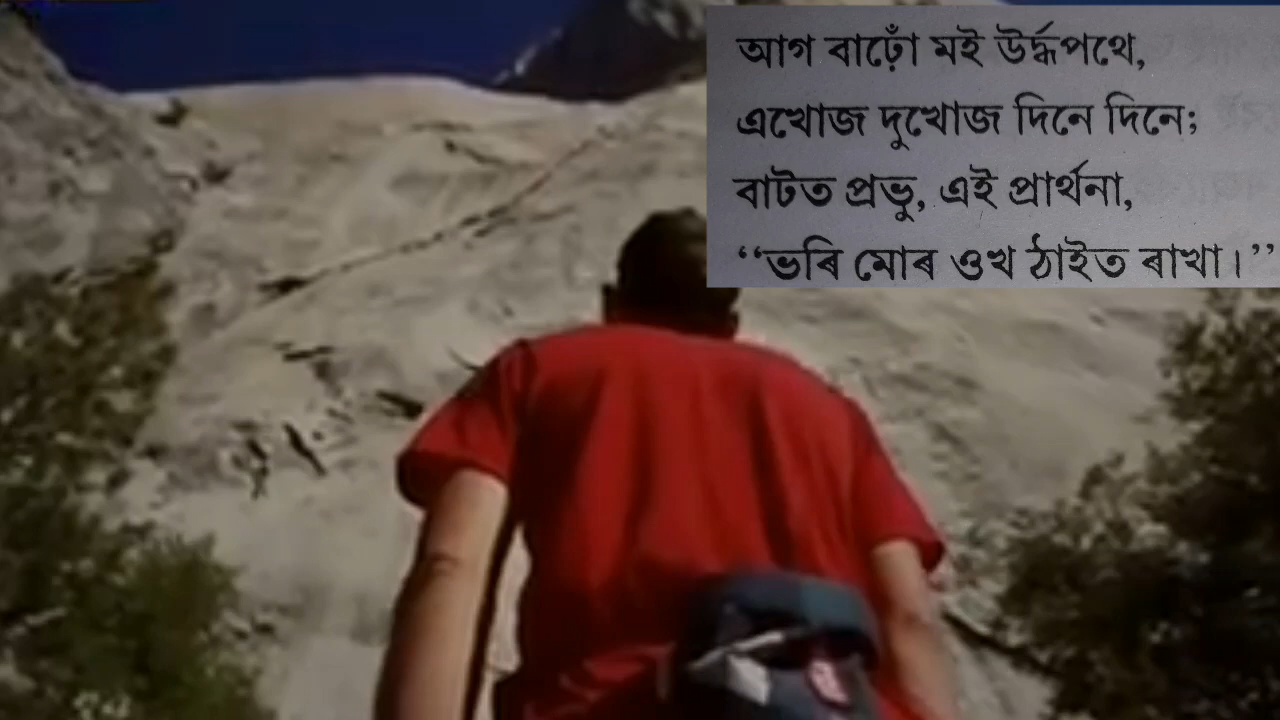 আগ বাঢ়োঁ মই উৰ্দ্ধপথে,
এখোজ দুখোজ দিনে দিনে;
বাটত প্ৰভু, এই প্ৰাৰ্থনা,
“ভৰি মোৰ ওখ ঠাইত ৰাখা।”